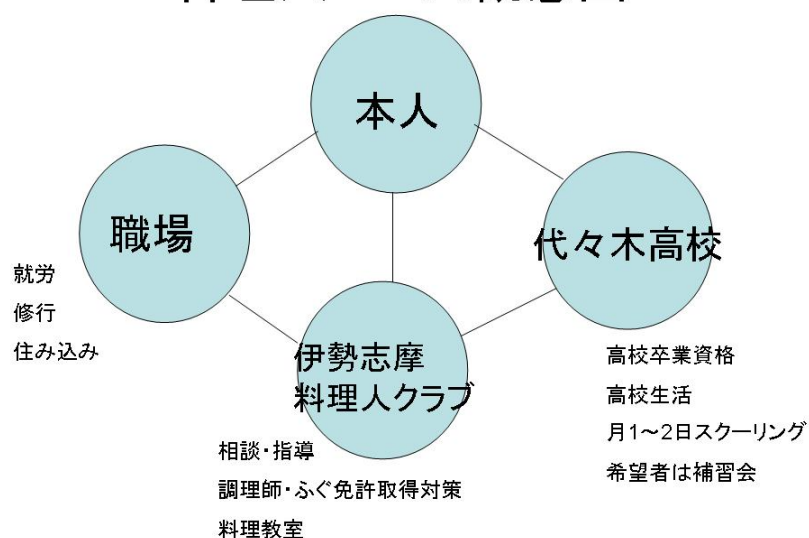 本人
職場
代々木高校
就労
修行
住み込み
伊勢志摩
料理人クラブ
高校卒業資格
高校生活
月1～2日スクーリング
希望者は補習会
相談・指導
調理師・ふぐ免許取得対策
料理教室